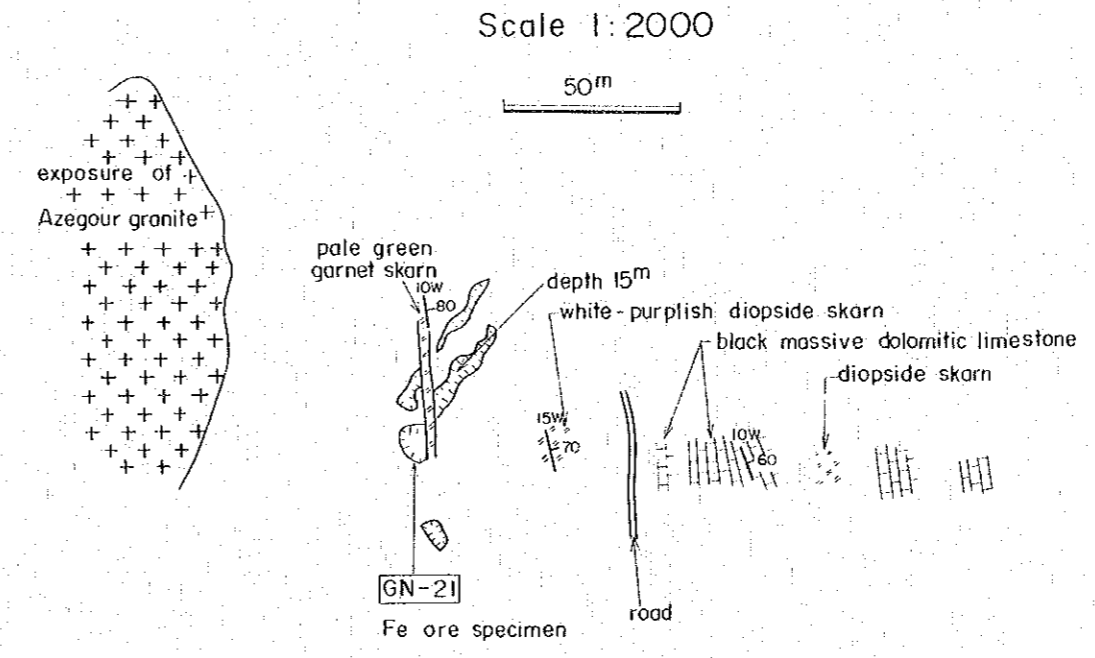 Scale 1:2000
50m
exposure of
Azegour granite
pale green
garnet skarn
10W
80
depth 15m
white-purplish diopside skarn
black massive dolomitic limestone
diopside skarn
15W
70
10W
60
GN-21
Fe ore specimen
road